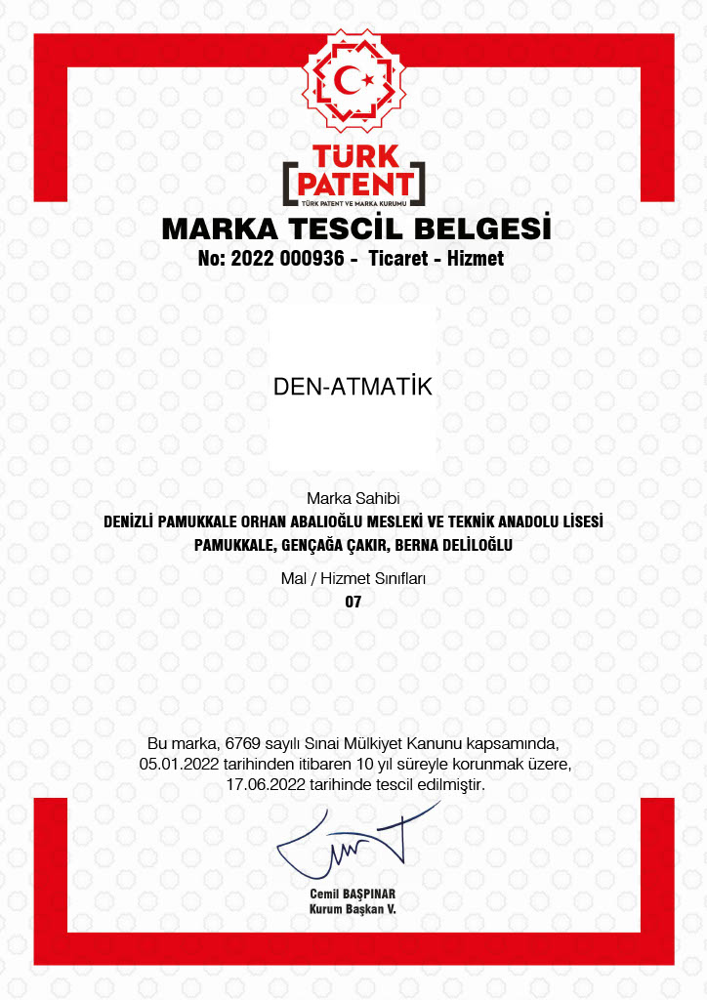 TÜRK
PATENT
TÜRK PATENT VE MARKA KURUMU
MARKA TESCİL BELGESİ
No: 2022 000936 - Ticaret - Hizmet
DEN-ATMATİK
Marka Sahibi
DENİZLİ PAMUKKALE ORHAN ABALIOĞLU MESLEKİ VE TEKNİK ANADOLU LİSESİ
PAMUKKALE, GENÇAĞA ÇAKIR, BERNA DELİLOĞLU
Mal / Hizmet Sınıfları
07
Bu marka, 6769 sayılı Sınai Mülkiyet Kanunu kapsamında,
05.01.2022 tarihinden itibaren 10 yıl süreyle korunmak üzere,
17.06.2022 tarihinde tescil edilmiştir.
Cemil BAŞPINAR
Kurum Başkan V.